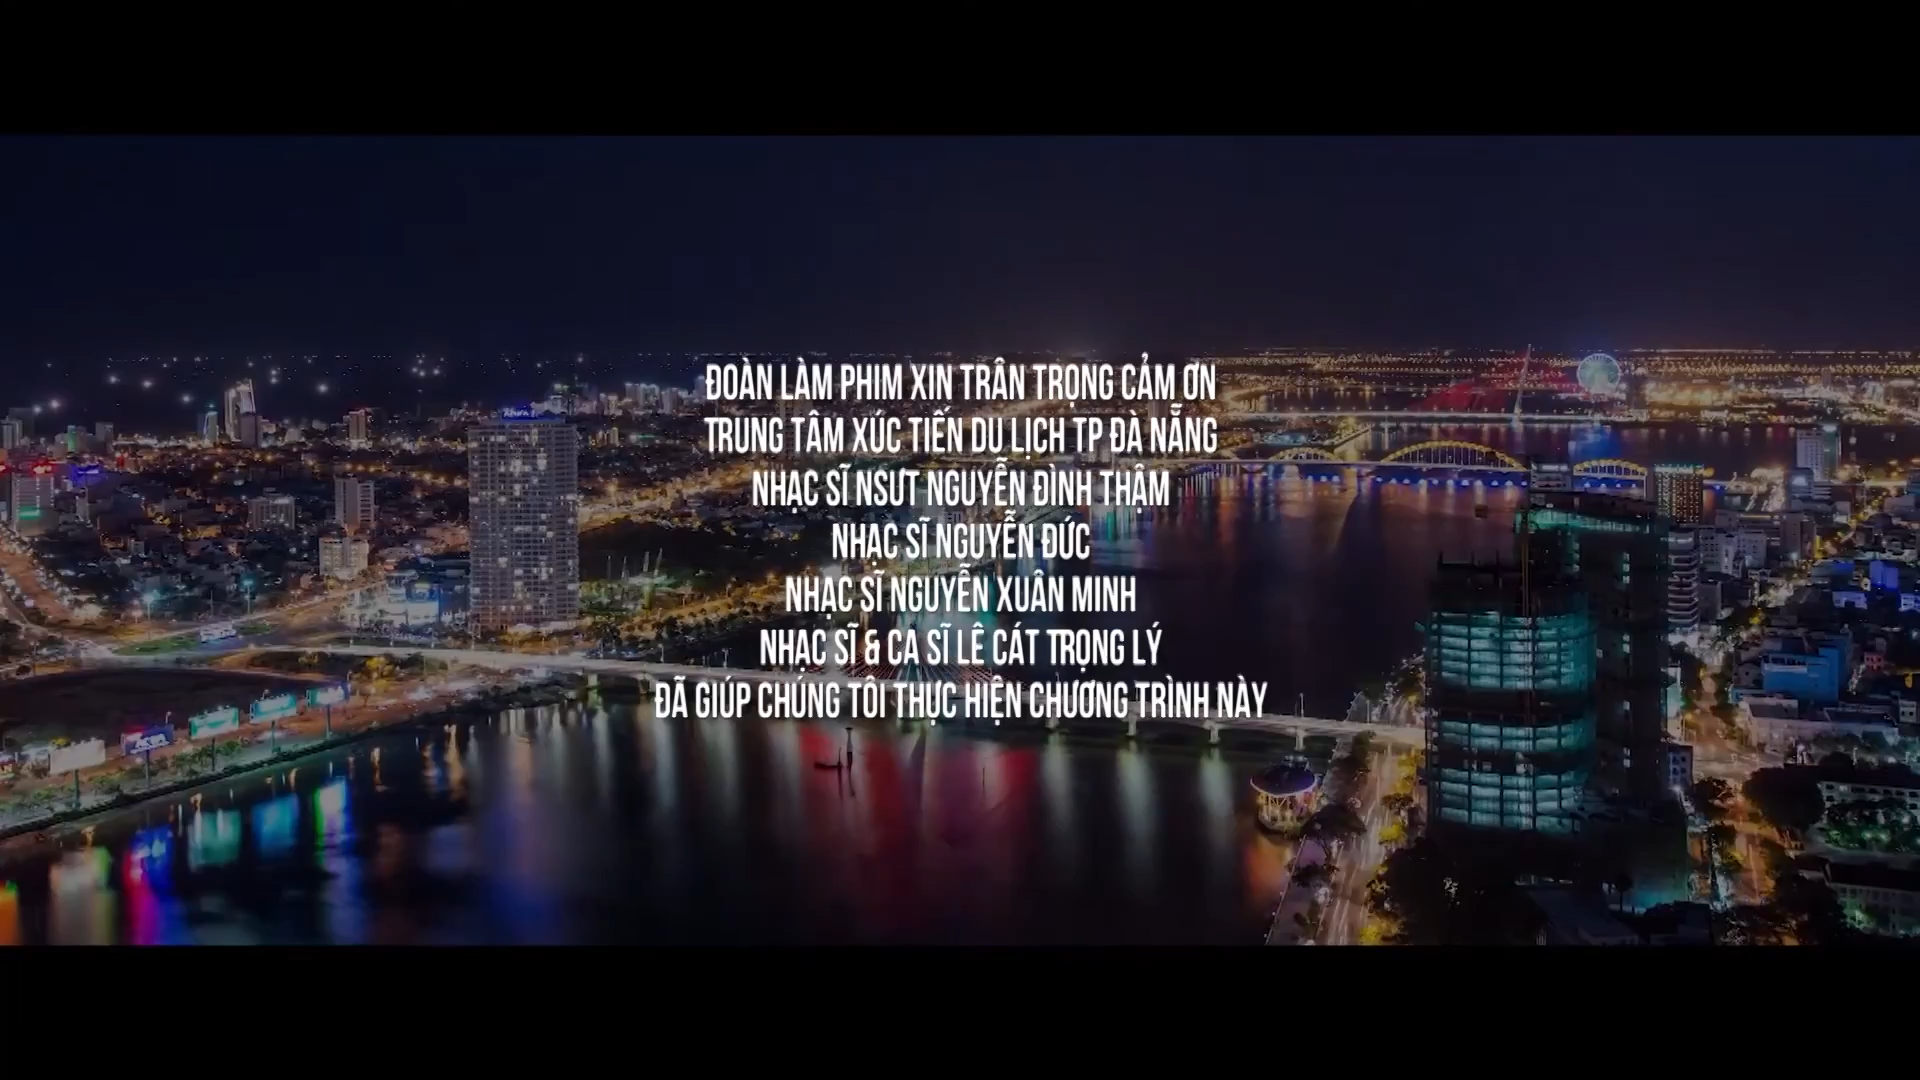 ĐOÀN LÀM PHIM XIN TRÂN TRỌNG CẢM ƠN
TRUNG TÂM XÚC TIẾN DU LỊCH TP ĐÀ NẴNG
NHẠC SĨ NSƯT NGUYỄN ĐÌNH THẬM
NHẠC SĨ NGUYỄN ĐỨC
NHẠC SĨ NGUYỄN XUÂN MINH
NHẠC SĨ & CA SĨ LÊ CÁT TRỌNG LÝ
ĐÃ GIÚP CHÚNG TÔI THỰC HIỆN CHƯƠNG TRÌNH NÀY